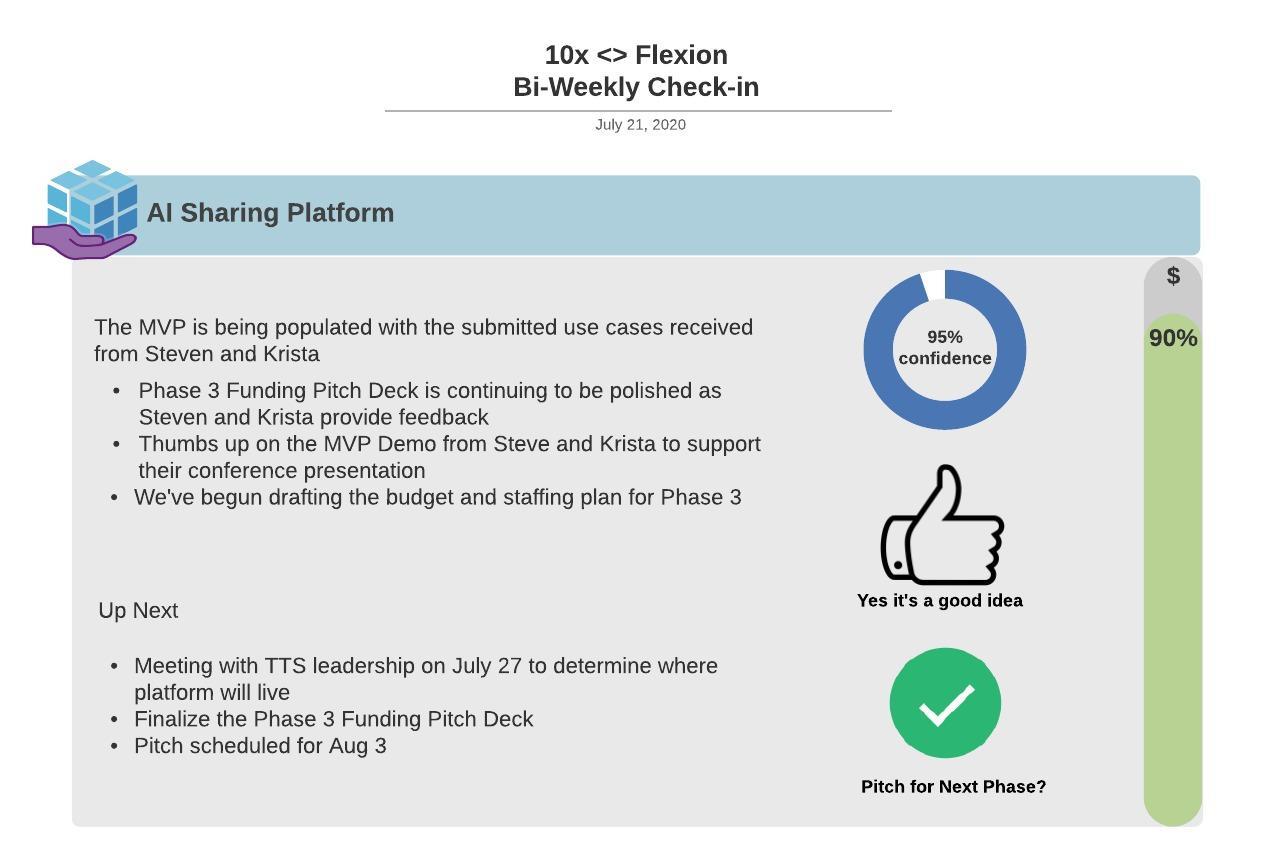 10x <> Flexion
Bi-Weekly Check-in
July 21, 2020
AI Sharing Platform
The MVP is being populated with the submitted use cases received
from Steven and Krista
• Phase 3 Funding Pitch Deck is continuing to be polished as
Steven and Krista provide feedback
• Thumbs up on the MVP Demo from Steve and Krista to support
their conference presentation
• We've begun drafting the budget and staffing plan for Phase 3
Up Next
• Meeting with TTS leadership on July 27 to determine where
platform will live
• Finalize the Phase 3 Funding Pitch Deck
• Pitch scheduled for Aug 3
95%
confidence
Yes it's a good idea
Pitch for Next Phase?
$
90%